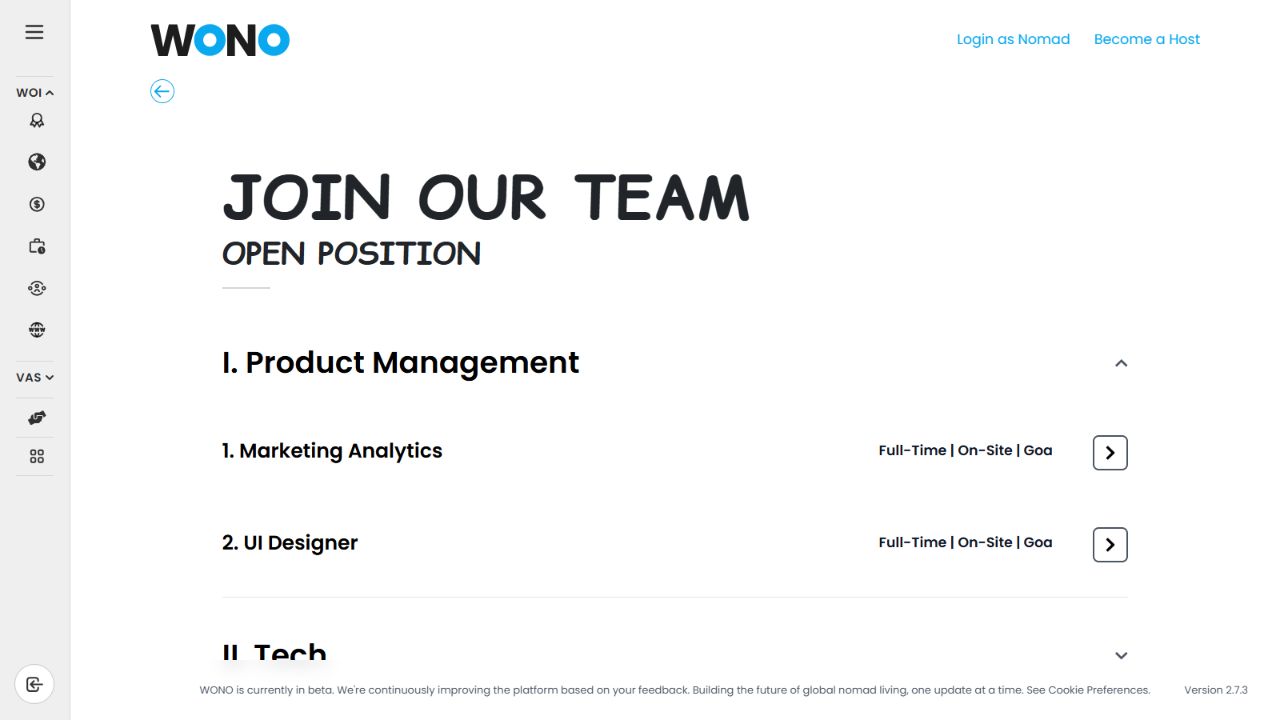 WONO
Login as Nomad
Become a Host
WOI
VAS
JOIN OUR TEAM
OPEN POSITION
I. Product Management
1. Marketing Analytics
Full-Time | On-Site | Goa
2. UI Designer
Full-Time | On-Site | Goa
II. Tech
WONO is currently in beta. We're continuously improving the platform based on your feedback. Building the future of global nomad living, one update at a time. See Cookie Preferences.
Version 2.7.3